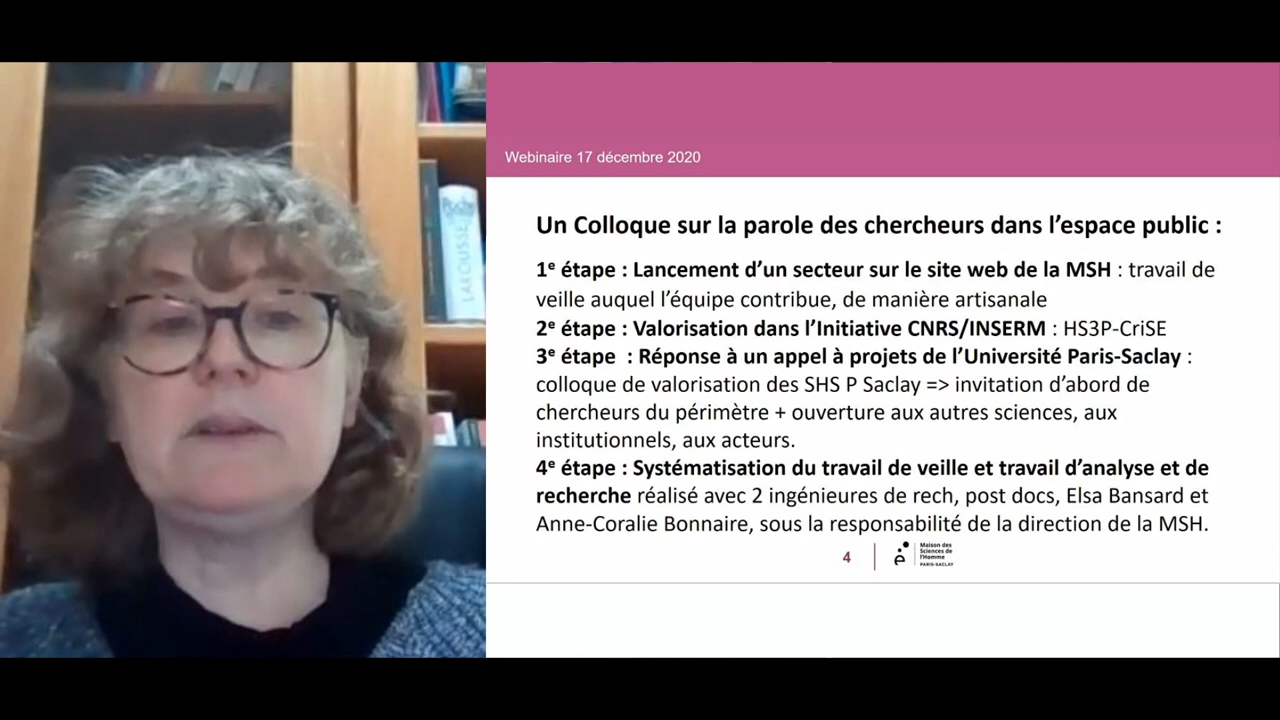 Webinaire 17 décembre 2020
Un Colloque sur la parole des chercheurs dans l'espace public :
1e étape : Lancement d'un secteur sur le site web de la MSH : travail de
veille auquel l'équipe contribue, de manière artisanale
2e étape : Valorisation dans l'Initiative CNRS/INSERM : HS3P-CriSE
3e étape : Réponse à un appel à projets de l'Université Paris-Saclay :
colloque de valorisation des SHS P Saclay => invitation d'abord de
chercheurs du périmètre + ouverture aux autres sciences, aux
institutionnels, aux acteurs.
4e étape : Systématisation du travail de veille et travail d'analyse et de
recherche réalisé avec 2 ingénieures de rech, post docs, Elsa Bansard et
Anne-Coralie Bonnaire, sous la responsabilité de la direction de la MSH.
4
Maison des
Sciences de
l'Homme
PARIS-SACLAY
LAROUSSE